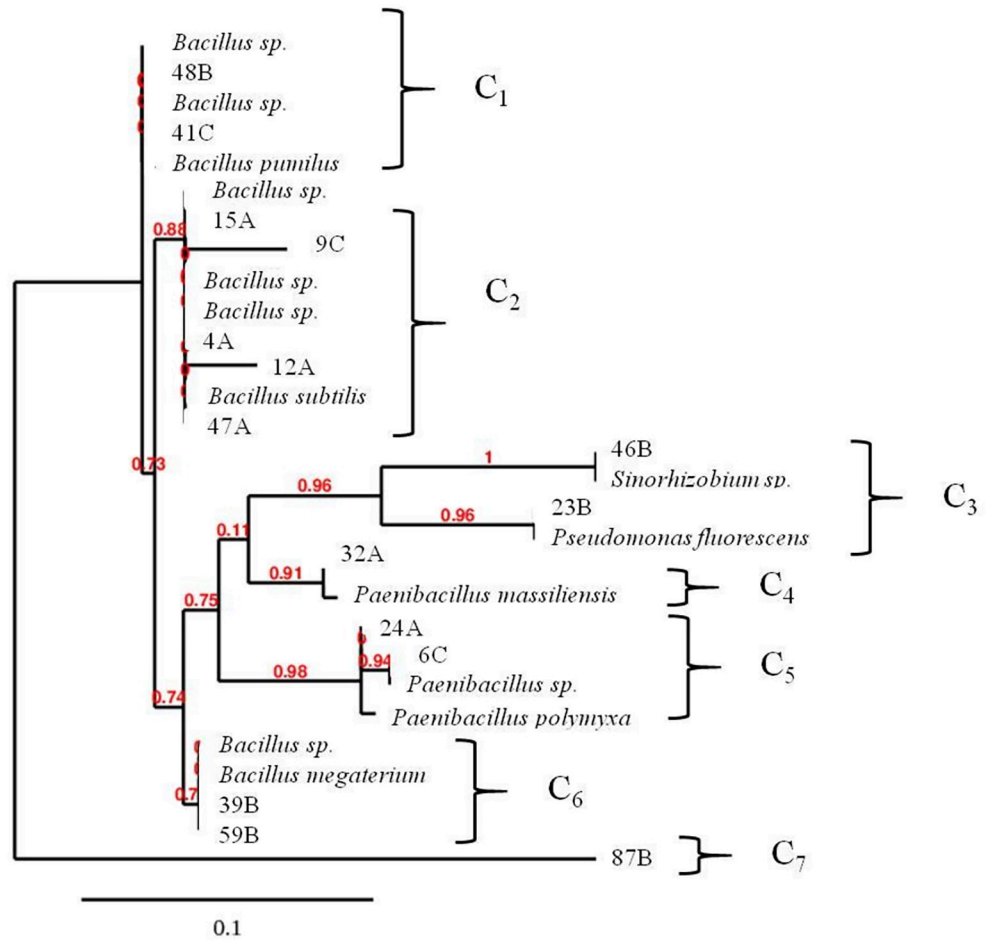 Bacillus sp.
48B
Bacillus sp.
41C
Bacillus pumilus
C1
Bacillus sp.
15A
0.88
9C
Bacillus sp.
Bacillus sp.
4A
12A
Bacillus subtilis
47A
C2
0.73
46B
1
Sinorhizobium sp.
0.96
23B
0.96
Pseudomonas fluorescens
C3
0.11
32A
0.91
Paenibacillus massiliensis
C4
0.75
24A
6C
0.94
0.98
Paenibacillus sp.
Paenibacillus polymyxa
C5
0.74
Bacillus sp.
Bacillus megaterium
0.7
39B
59B
C6
87B
C7
0.1